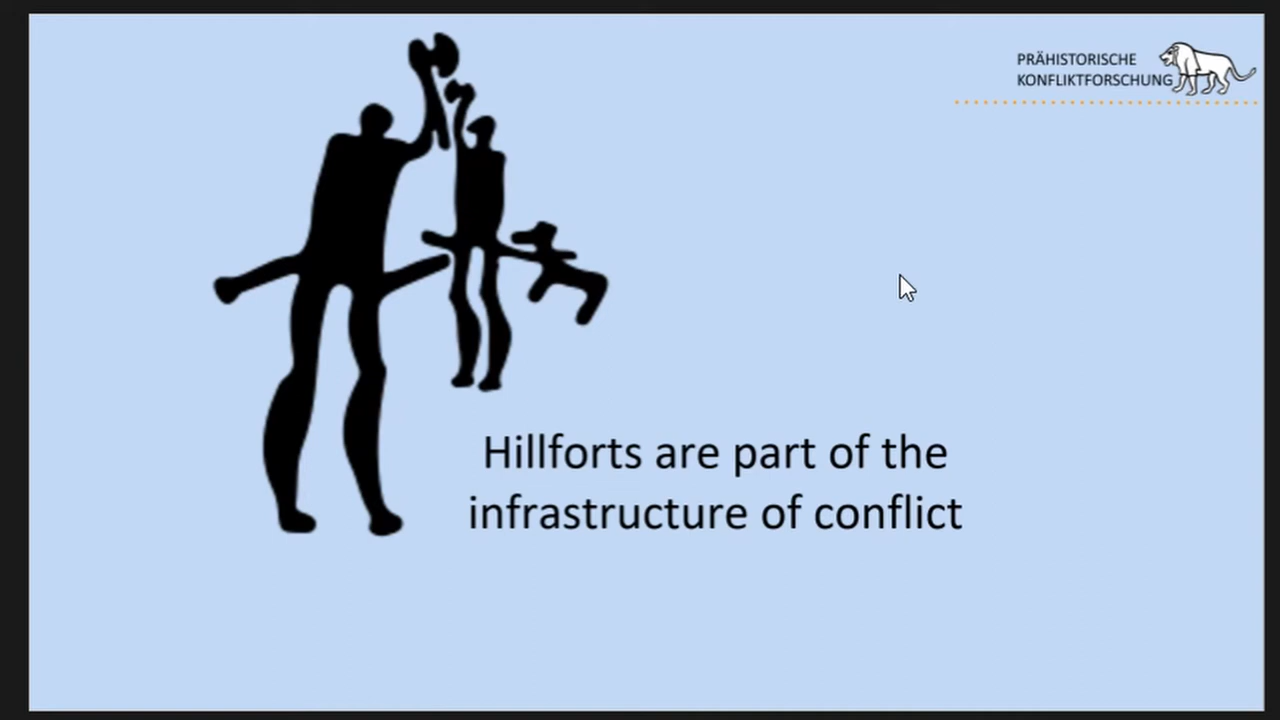 PRÄHISTORISCHE
KONFLIKTFORSCHUNG
Hillforts are part of the
infrastructure of conflict